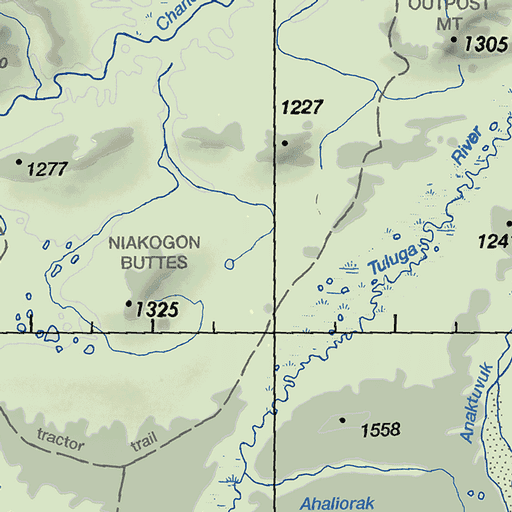 OUTPOST
MT
Chand
1305
1227
River
1277
124
NIAKOGON
BUTTES
Tuluga
1325
1558
Anaktuvuk
tractor trail
Ahaliorak